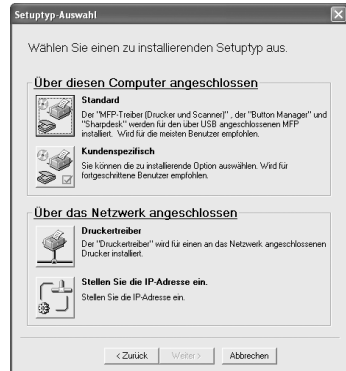 Setuptyp-Auswahl
Wählen Sie einen zu installierenden Setuptyp aus.
Über diesen Computer angeschlossen
Standard
Der "MFP-Treiber (Drucker und Scanner)" , der "Button Manager" und
"Sharpdesk" werden für den über USB angeschlossenen MFP
installiert. Wird für die meisten Benutzer empfohlen.
Kundenspezifisch
Sie können die zu installierende Option auswählen. Wird für
fortgeschrittene Benutzer empfohlen.
Über das Netzwerk angeschlossen
Druckertreiber
Der "Druckertreiber" wird für einen an das Netzwerk angeschlossenen
Drucker installiert.
Stellen Sie die IP-Adresse ein.
Stellen Sie die IP-Adresse ein.
< Zurück Weiter > Abbrechen